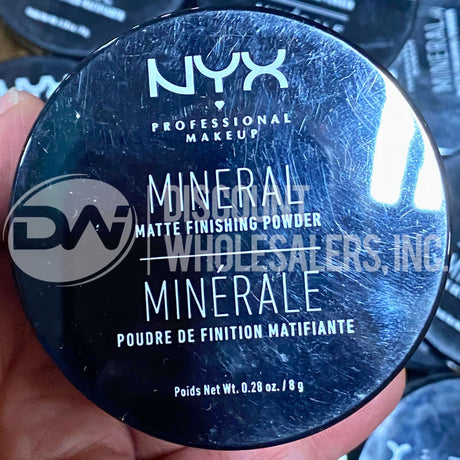 NYX
PROFESSIONAL
MAKEUP
MINERAL
MATTE FINISHING POWDER
MINÉRALE
POUDRE DE FINITION MATIFIANTE
Poids Net Wt. 0.28 oz. / 8 g
DW
DISCOUNT
WHOLESALERS, INC.
MINERAL